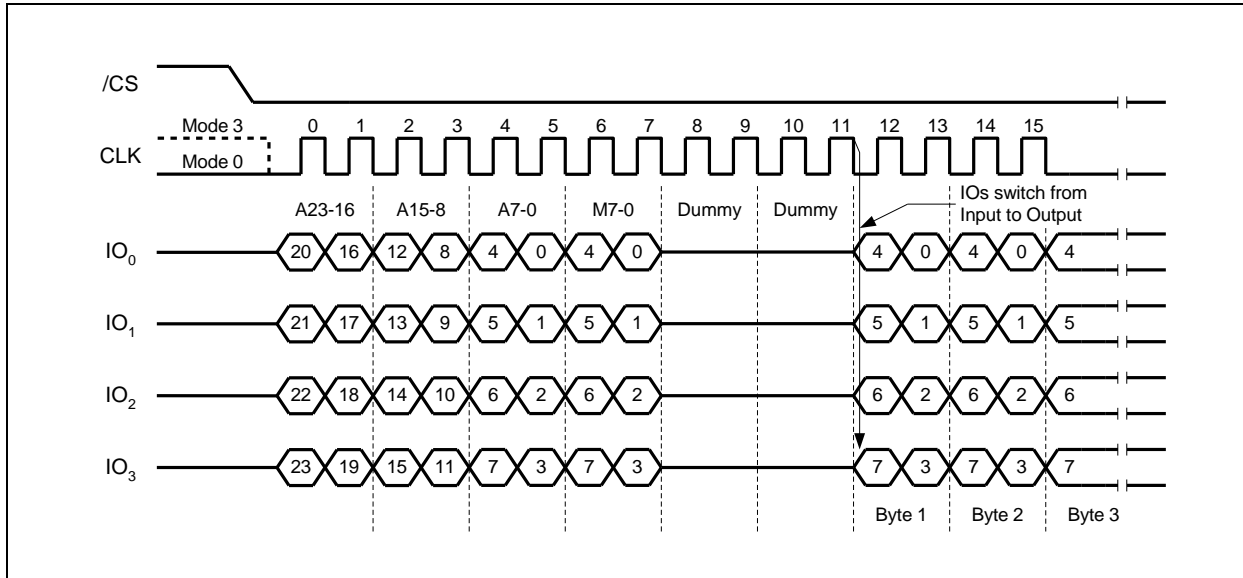 /CS
Mode 3 0 1 2 3 4 5 6 7 8 9 10 11 12 13 14 15
CLK
Mode 0
A23-16 A15-8 A7-0 M7-0 Dummy Dummy IOs switch from
Input to Output
IO0 20 16 12 8 4 0 4 0 4 0 4 0 4
IO1 21 17 13 9 5 1 5 1 5 1 5 1 5
IO2 22 18 14 10 6 2 6 2 6 2 6 2 6
IO3 23 19 15 11 7 3 7 3 7 3 7 3 7
Byte 1 Byte 2 Byte 3